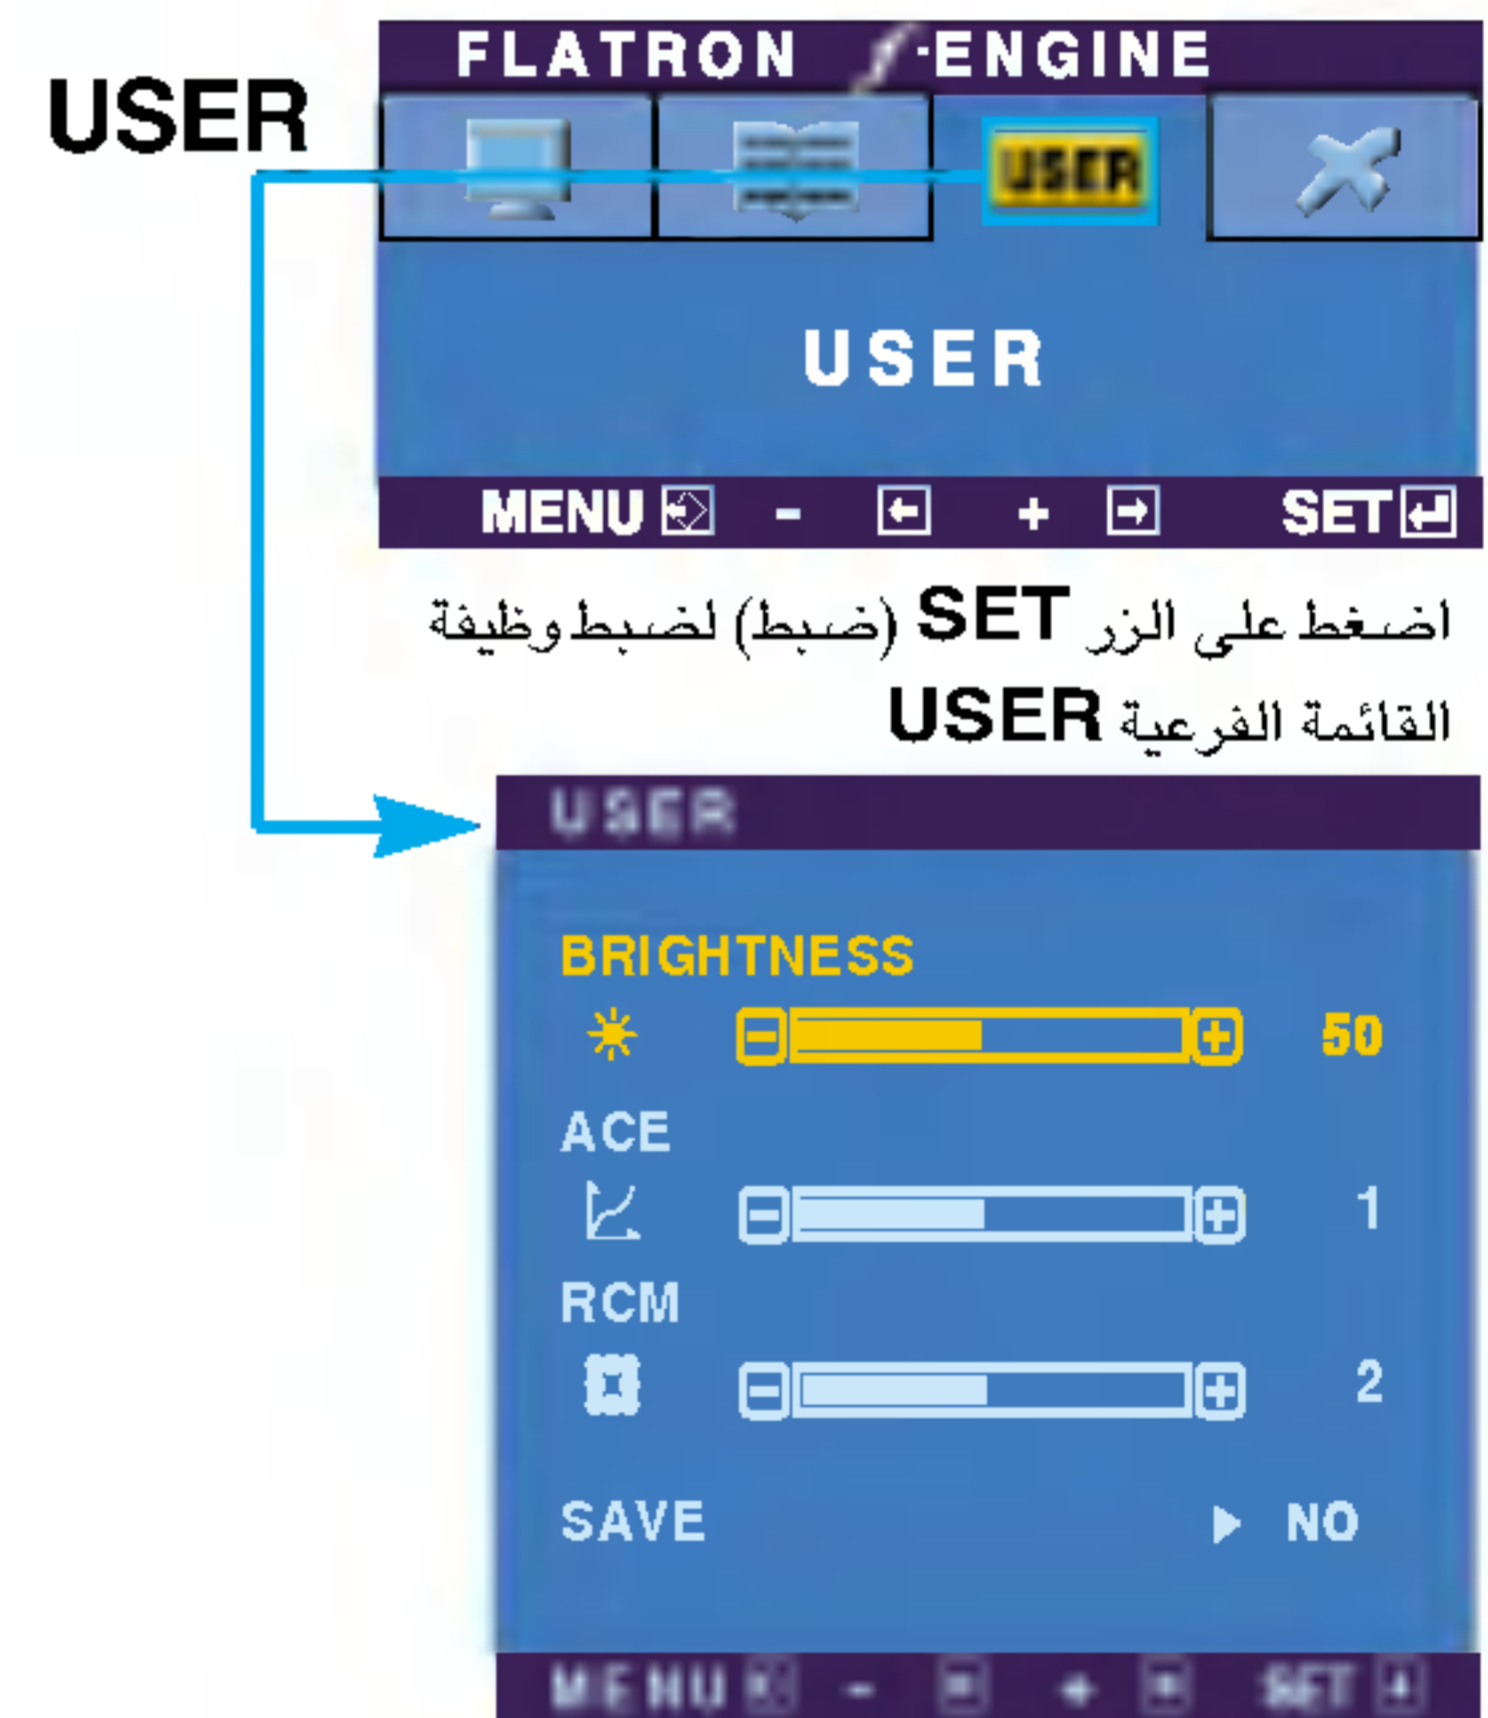 USER
FLATRON f-ENGINE
USER
USER
MENU - + SET
اضغط على الزر SET (ضبط) لضبط وظيفة
القائمة الفرعية USER
USER
BRIGHTNESS
50
ACE
1
RCM
2
SAVE NO
MENU - + SET